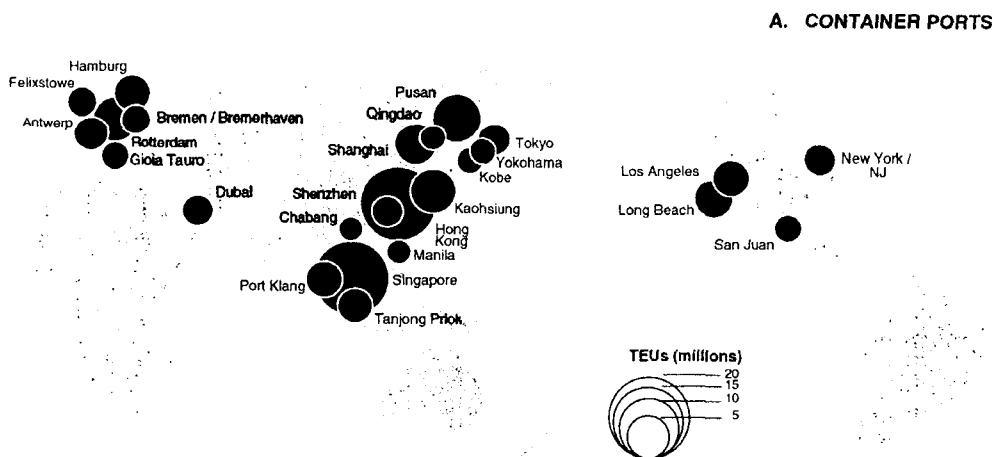 A. CONTAINER PORTS
Hamburg
Felixstowe
Antwerp
Bremen / Bremerhaven
Rotterdam
Gioia Tauro
Dubai
Pusan
Qingdao
Shanghai
Tokyo
Yokohama
Kobe
Shenzhen
Kaohsiung
Chabang
Hong
Kong
Manila
Port Klang
Singapore
Tanjong Priok
Los Angeles
Long Beach
New York /
NJ
San Juan
TEUs (millions)
20
15
10
5